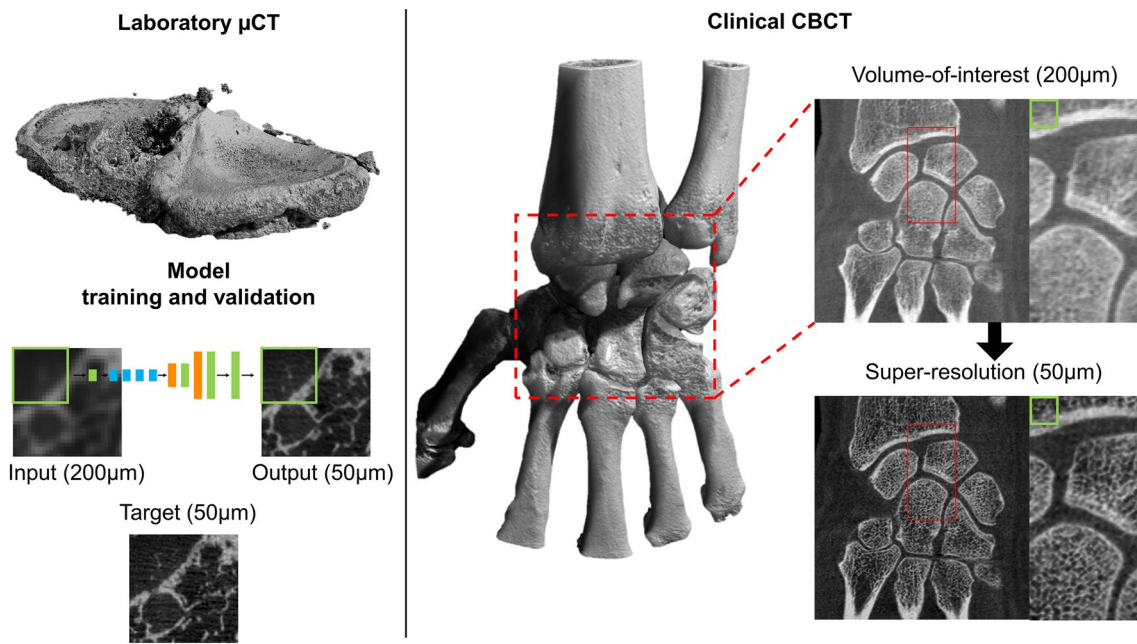 Laboratory µCT
Model
training and validation
Input (200µm)
Output (50µm)
Target (50µm)
Clinical CBCT
Volume-of-interest (200µm)
Super-resolution (50µm)